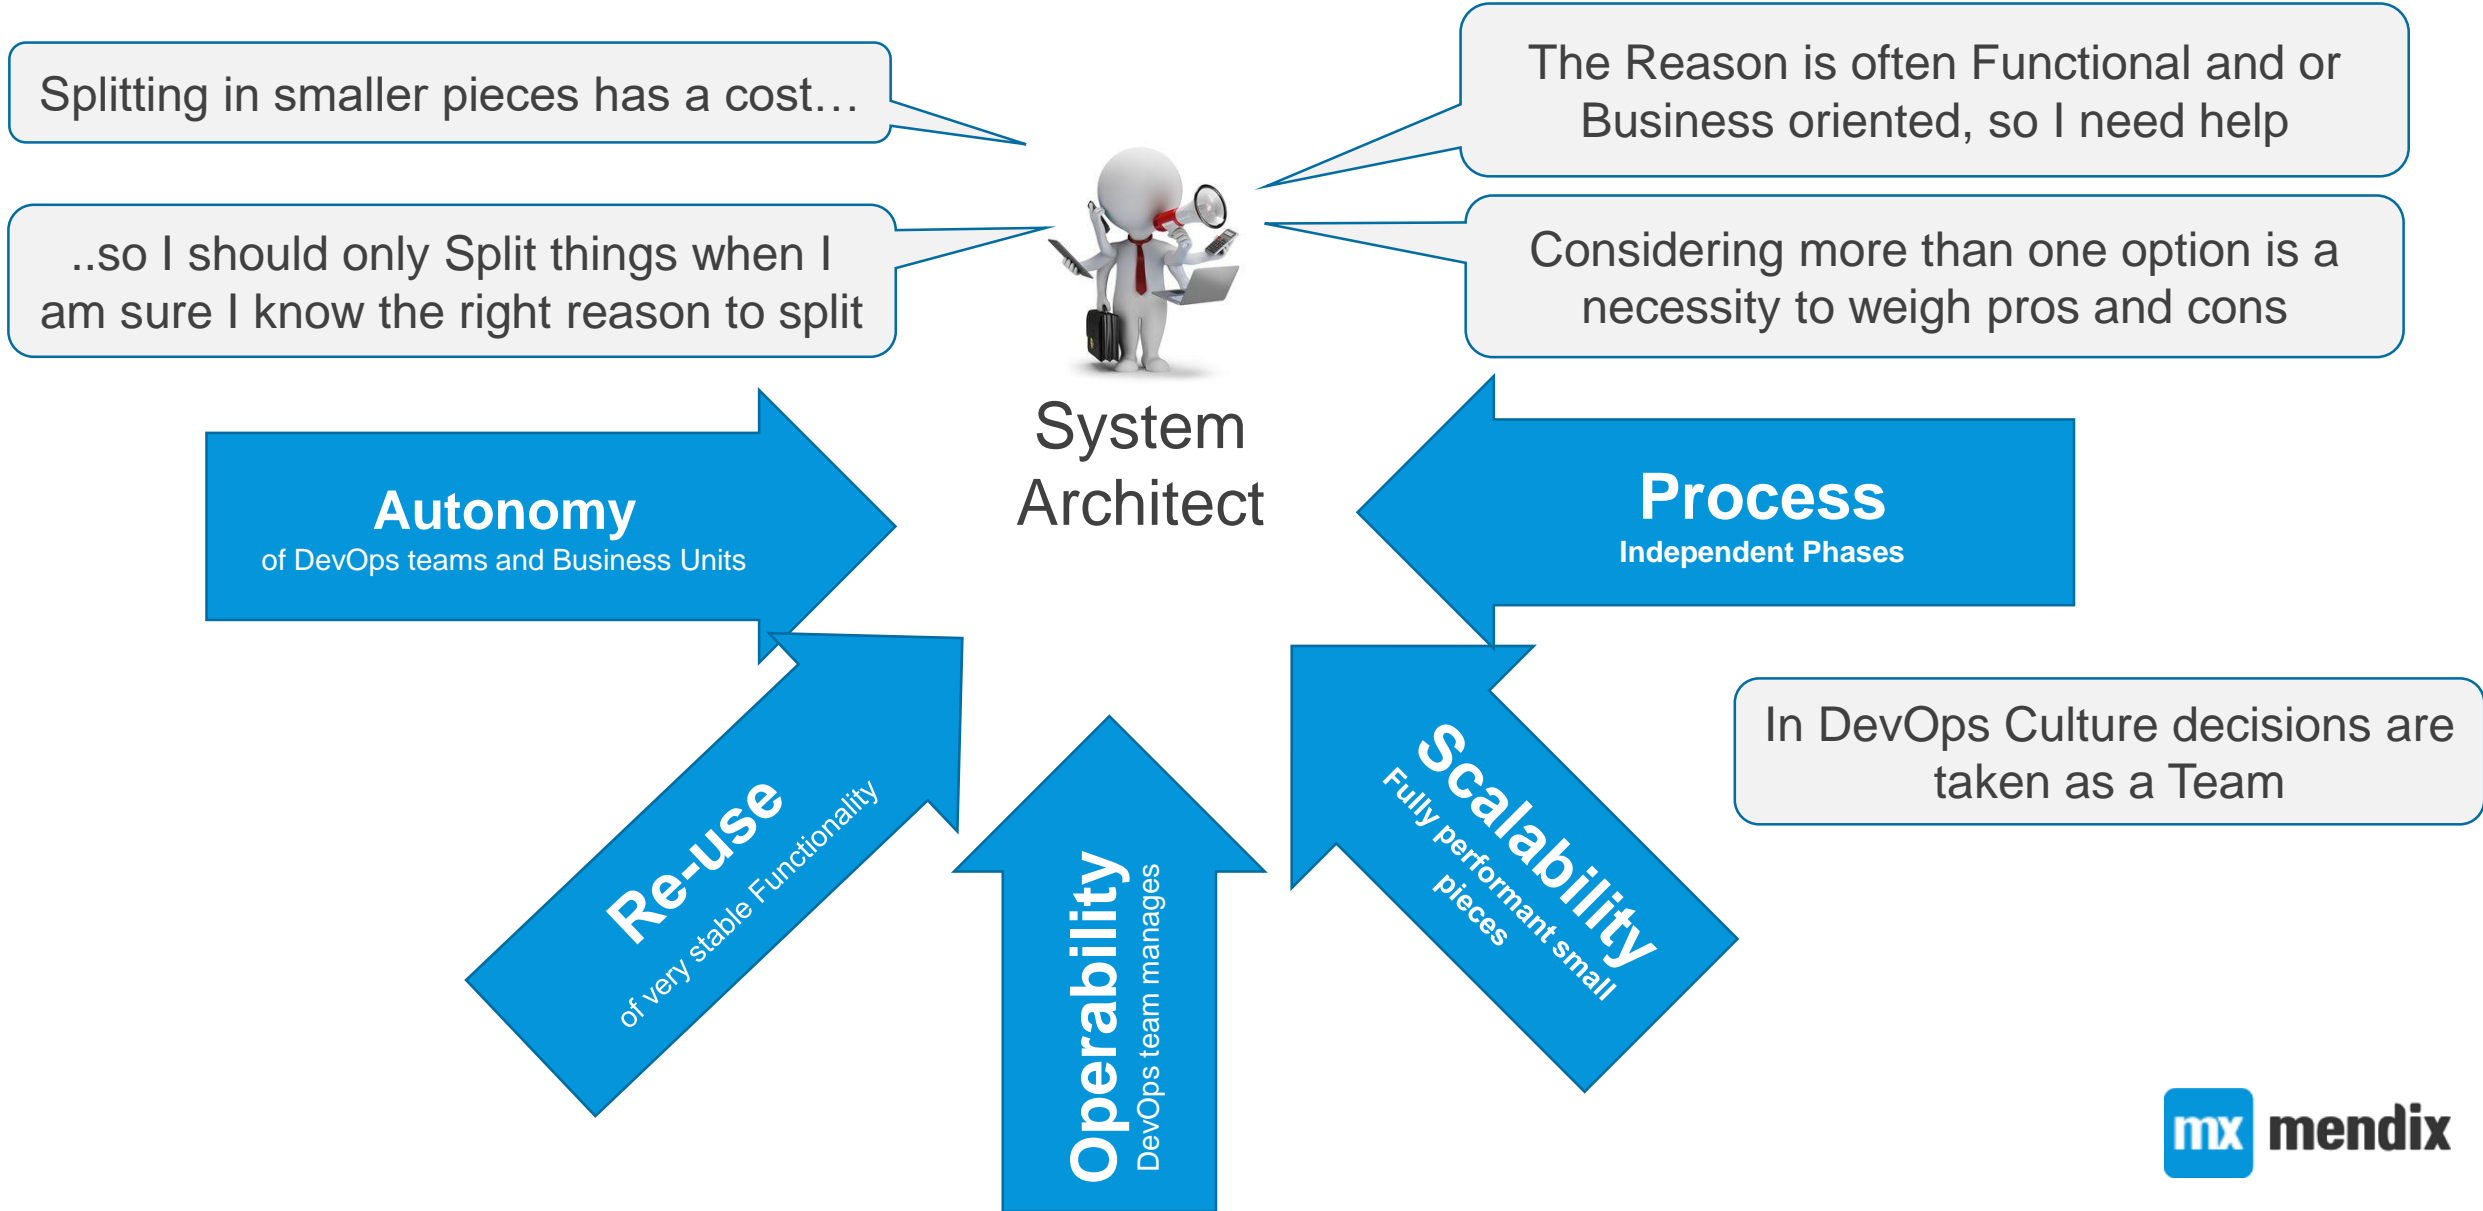 Splitting in smaller pieces has a cost…
..so I should only Split things when I
am sure I know the right reason to split
The Reason is often Functional and or
Business oriented, so I need help
Considering more than one option is a
necessity to weigh pros and cons
System
Architect
Autonomy
of DevOps teams and Business Units
Process
Independent Phases
Re-use
of very stable Functionality
Operability
DevOps team manages
Scalability
Fully performant small
pieces
In DevOps Culture decisions are
taken as a Team
mx mendix